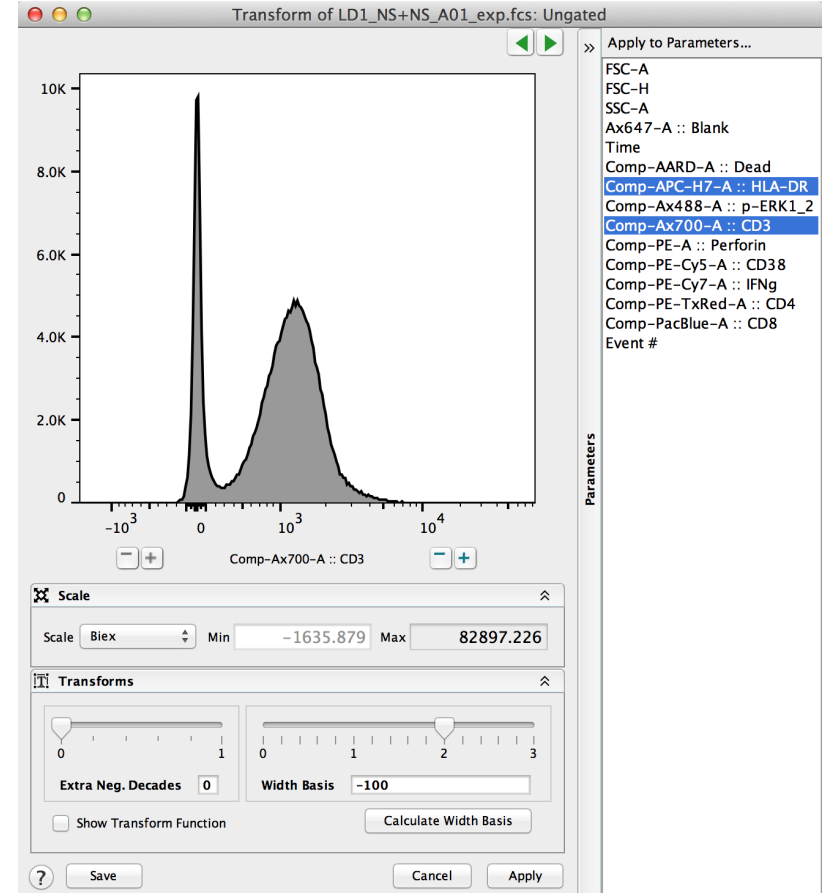 Transform of LD1_NS+NS_A01_exp.fcs: Ungated
» Apply to Parameters...
FSC-A
FSC-H
SSC-A
Ax647-A :: Blank
Time
Comp-AARD-A :: Dead
Comp-APC-H7-A :: HLA-DR
Comp-Ax488-A :: p-ERK1_2
Comp-Ax700-A :: CD3
Comp-PE-A :: Perforin
Comp-PE-Cy5-A :: CD38
Comp-PE-Cy7-A :: IFNg
Comp-PE-TxRed-A :: CD4
Comp-PacBlue-A :: CD8
Event #
Parameters
10K
8.0K
6.0K
4.0K
2.0K
0
-10³ 0 10³ 10⁴
− + Comp-Ax700-A :: CD3 − +
Scale
Scale Biex Min -1635.879 Max 82897.226
T Transforms
0 1 0 1 2 3
Extra Neg. Decades 0 Width Basis -100
Show Transform Function Calculate Width Basis
? Save Cancel Apply